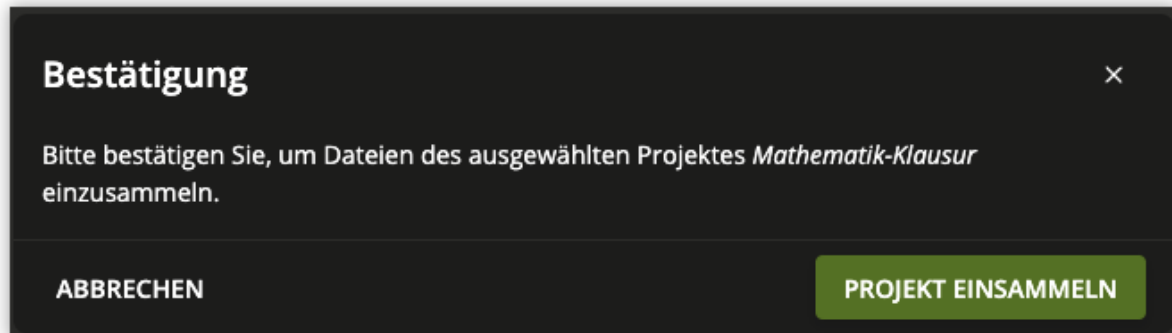 Bestätigung
Bitte bestätigen Sie, um Dateien des ausgewählten Projektes Mathematik-Klausur
einzusammeln.
ABBRECHEN
PROJEKT EINSAMMELN